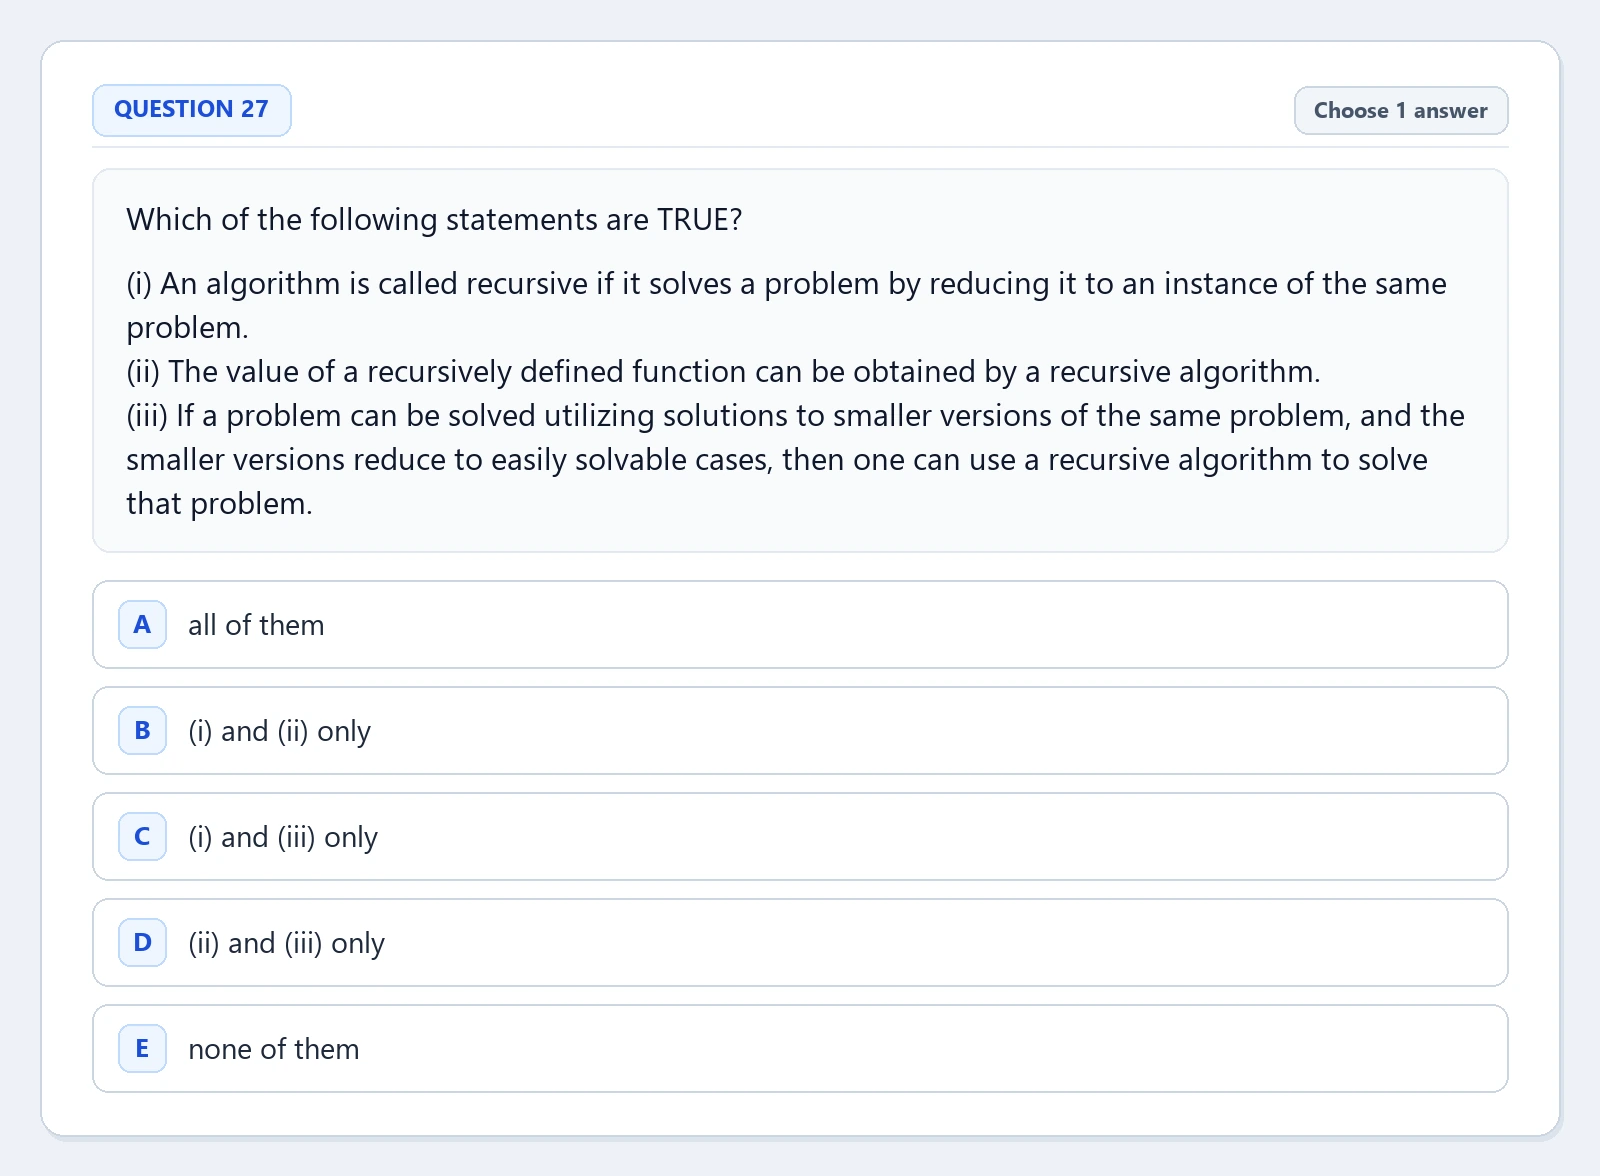 QUESTION 27
Choose 1 answer
Which of the following statements are TRUE?
(i) An algorithm is called recursive if it solves a problem by reducing it to an instance of the same
problem.
(ii) The value of a recursively defined function can be obtained by a recursive algorithm.
(iii) If a problem can be solved utilizing solutions to smaller versions of the same problem, and the
smaller versions reduce to easily solvable cases, then one can use a recursive algorithm to solve
that problem.
A all of them
B (i) and (ii) only
C (i) and (iii) only
D (ii) and (iii) only
E none of them